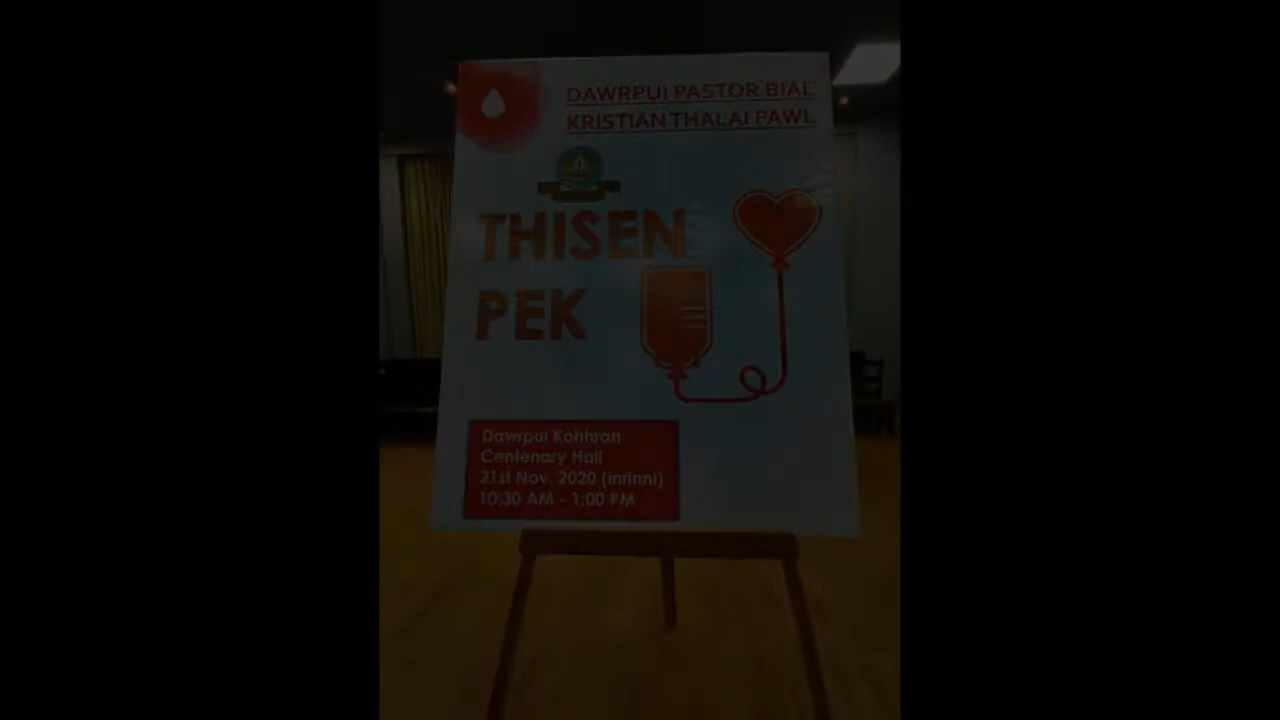 DAWRPUI PASTOR BIAL
KRISTIAN THALAI PAWL
THISEN
PEK
Dawrpui Kohhran
Centenary Hall
21st Nov. 2020 (Inrinni)
10:30 AM - 1:00 PM